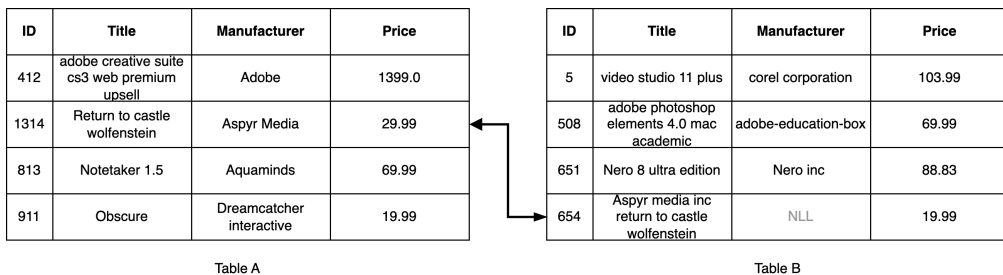 ID Title Manufacturer Price
412 adobe creative suite cs3 web premium upsell Adobe 1399.0
1314 Return to castle wolfenstein Aspyr Media 29.99
813 Notetaker 1.5 Aquaminds 69.99
911 Obscure Dreamcatcher interactive 19.99
Table A
ID Title Manufacturer Price
5 video studio 11 plus corel corporation 103.99
508 adobe photoshop elements 4.0 mac academic adobe-education-box 69.99
651 Nero 8 ultra edition Nero inc 88.83
654 Aspyr media inc return to castle wolfenstein NLL 19.99
Table B